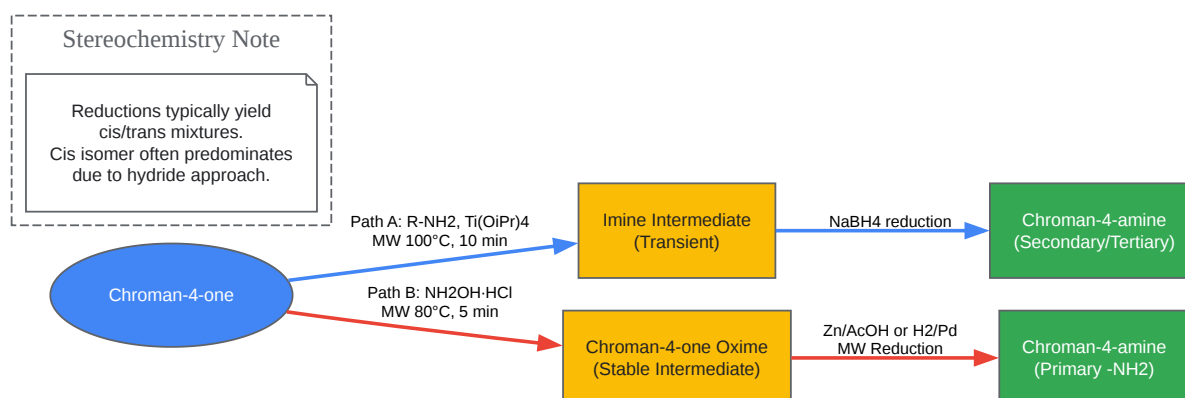 Stereochemistry Note
Reductions typically yield
cis/trans mixtures.
Cis isomer often predominates
due to hydride approach.
Chroman-4-one
Path A: R-NH2, Ti(OiPr)4
MW 100°C, 10 min
Imine Intermediate
(Transient)
NaBH4 reduction
Chroman-4-amine
(Secondary/Tertiary)
Path B: NH2OH·HCl
MW 80°C, 5 min
Chroman-4-one Oxime
(Stable Intermediate)
Zn/AcOH or H2/Pd
MW Reduction
Chroman-4-amine
(Primary -NH2)